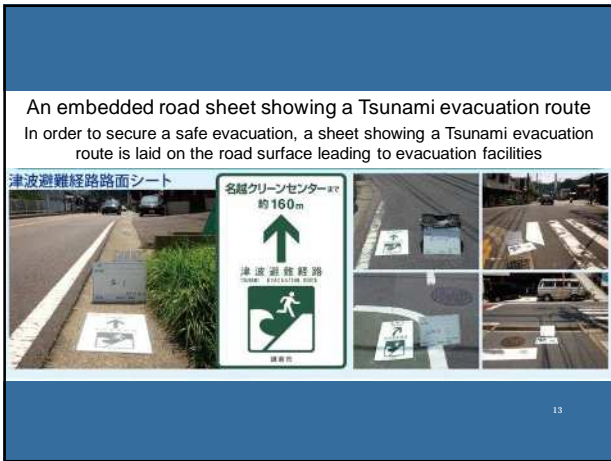 An embedded road sheet showing a Tsunami evacuation route
In order to secure a safe evacuation, a sheet showing a Tsunami evacuation
route is laid on the road surface leading to evacuation facilities
津波避難経路路面シート
名越クリーンセンターまで
約160m
津波避難経路
TSUNAMI EVACUATION ROUTE
鎌倉市
13